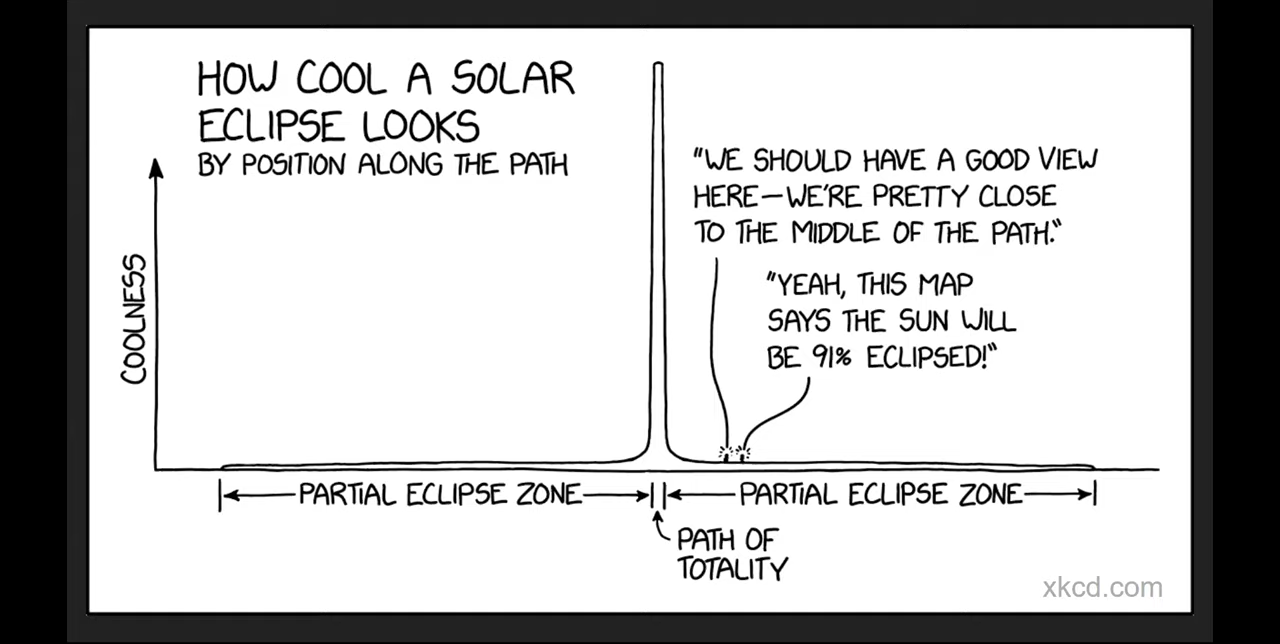 HOW COOL A SOLAR
ECLIPSE LOOKS
BY POSITION ALONG THE PATH
COOLNESS
"WE SHOULD HAVE A GOOD VIEW
HERE—WE'RE PRETTY CLOSE
TO THE MIDDLE OF THE PATH."
"YEAH, THIS MAP
SAYS THE SUN WILL
BE 91% ECLIPSED!"
PARTIAL ECLIPSE ZONE
PARTIAL ECLIPSE ZONE
PATH OF
TOTALITY
xkcd.com